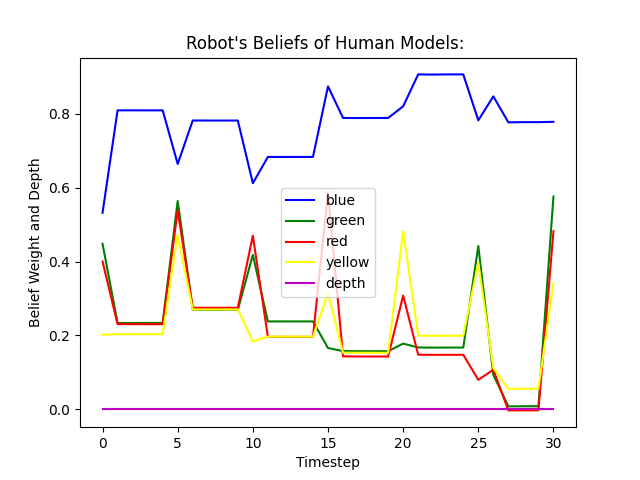 Robot's Beliefs of Human Models:
Belief Weight and Depth
0.8
0.6
0.4
0.2
0.0
blue
green
red
yellow
depth
0 5 10 15 20 25 30
Timestep